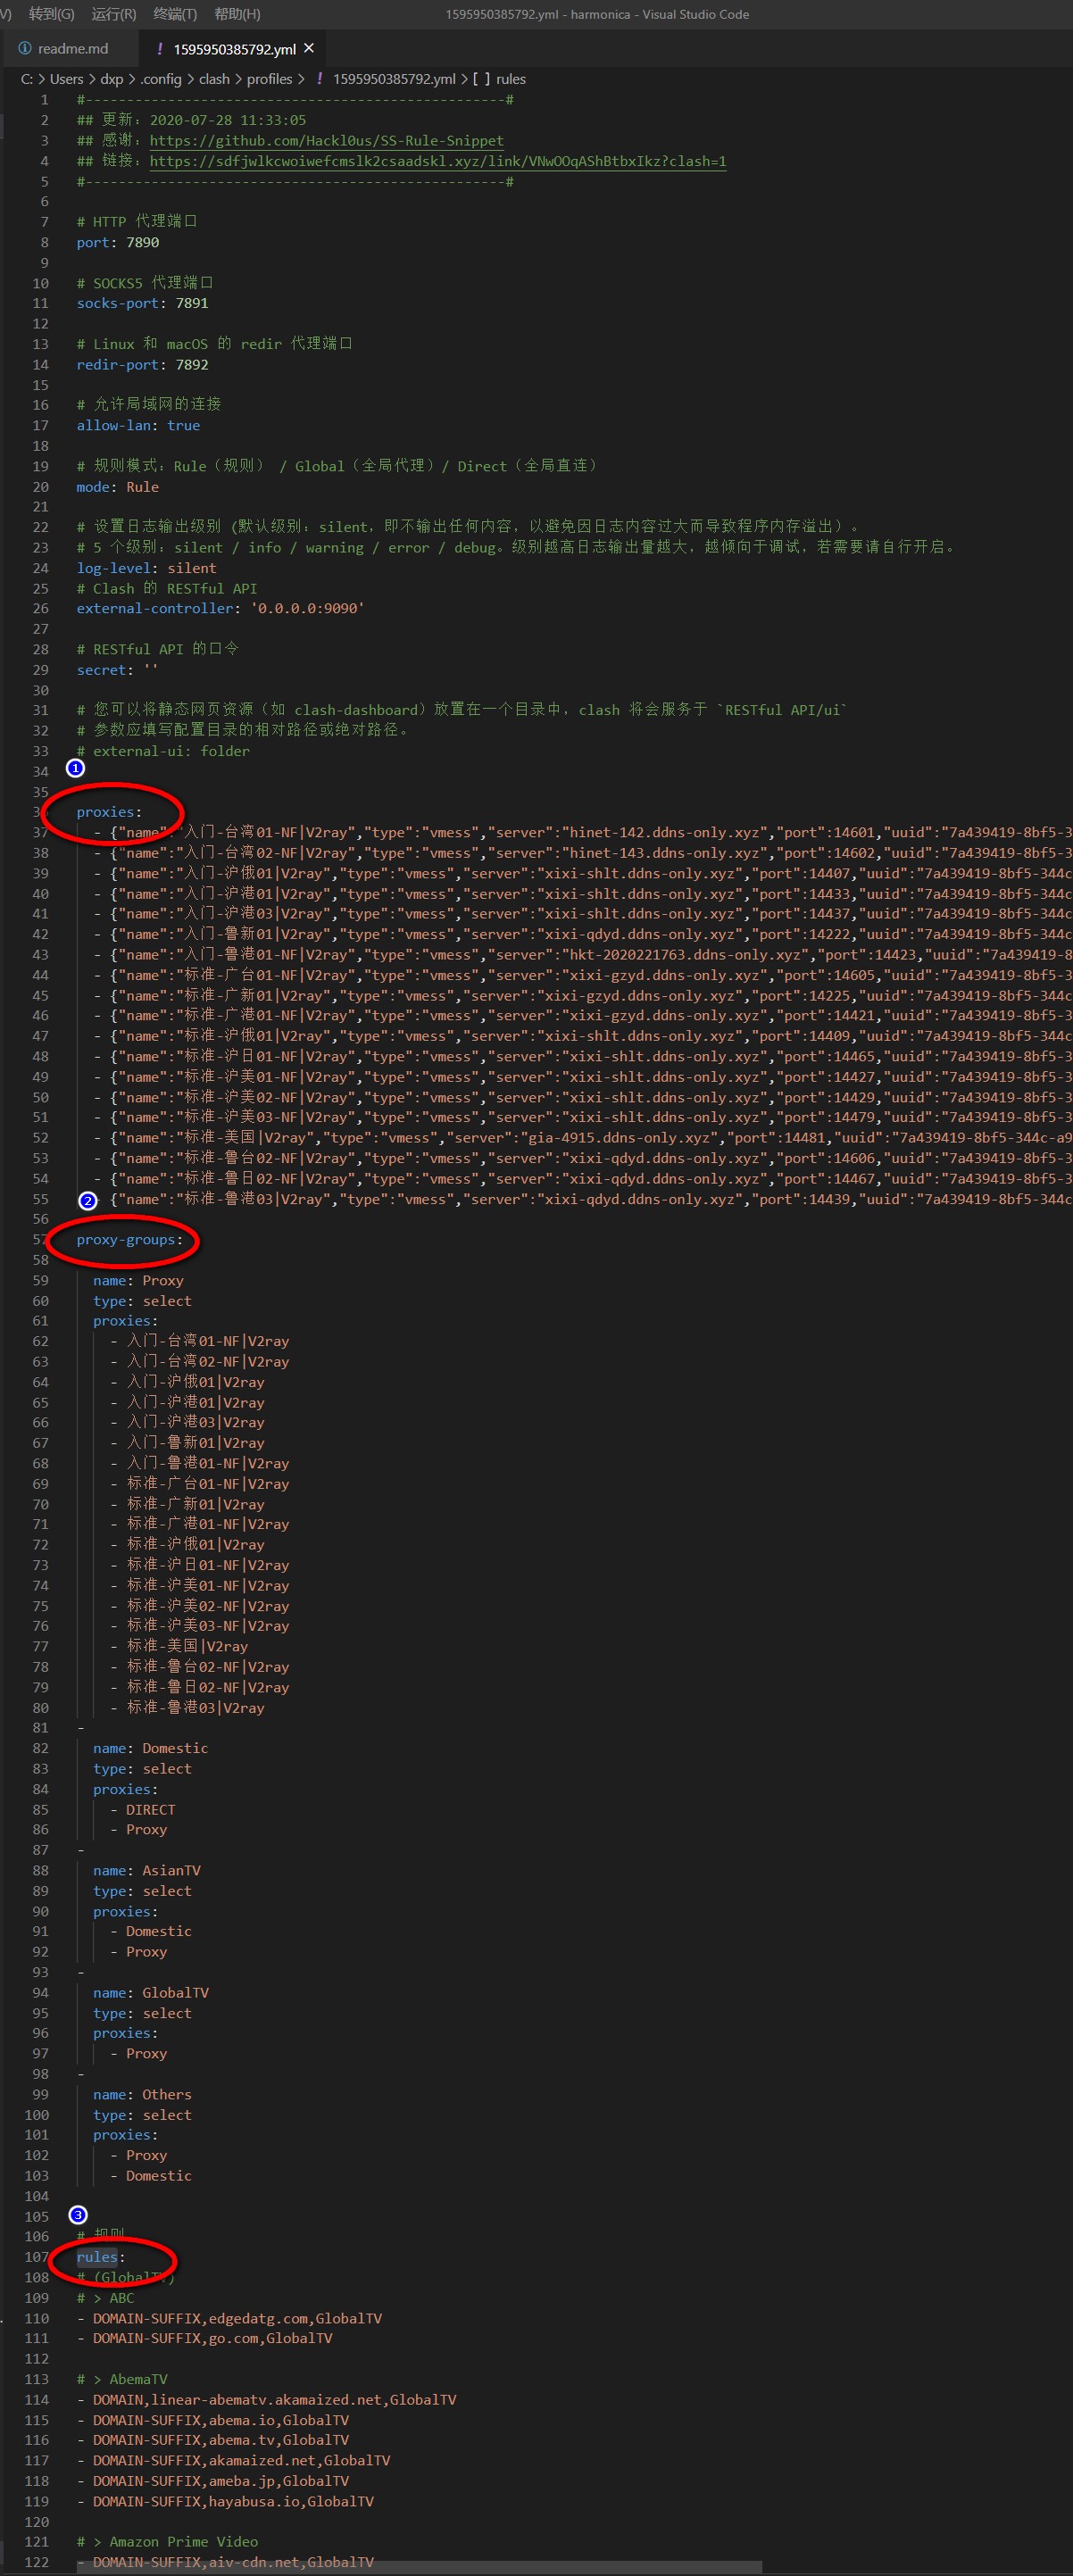 V) 转到(G) 运行(R) 终端(T) 帮助(H) 1595950385792.yml - harmonica - Visual Studio Code
readme.md ! 1595950385792.yml ×
C: > Users > dxp > .config > clash > profiles > ! 1595950385792.yml > [ ] rules
1 #---------------------------------------------------#
2 ## 更新：2020-07-28 11:33:05
3 ## 感谢：https://github.com/Hackl0us/SS-Rule-Snippet
4 ## 链接：https://sdfjwlkcwoiwefcmslk2csaadskl.xyz/link/VNwOOqAShBtbxIkz?clash=1
5 #---------------------------------------------------#
6
7 # HTTP 代理端口
8 port: 7890
9
10 # SOCKS5 代理端口
11 socks-port: 7891
12
13 # Linux 和 macOS 的 redir 代理端口
14 redir-port: 7892
15
16 # 允许局域网的连接
17 allow-lan: true
18
19 # 规则模式：Rule（规则） / Global（全局代理）/ Direct（全局直连）
20 mode: Rule
21
22 # 设置日志输出级别 (默认级别：silent，即不输出任何内容，以避免因日志内容过大而导致程序内存溢出）。
23 # 5 个级别：silent / info / warning / error / debug。级别越高日志输出量越大，越倾向于调试，若需要请自行开启。
24 log-level: silent
25 # Clash 的 RESTful API
26 external-controller: '0.0.0.0:9090'
27
28 # RESTful API 的口令
29 secret: ''
30
31 # 您可以将静态网页资源（如 clash-dashboard）放置在一个目录中，clash 将会服务于 `RESTful API/ui`
32 # 参数应填写配置目录的相对路径或绝对路径。
33 # external-ui: folder
34 1
35
36 proxies:
37 - {"name":"入门-台湾01-NF|V2ray","type":"vmess","server":"hinet-142.ddns-only.xyz","port":14601,"uuid":"7a439419-8bf5-3
38 - {"name":"入门-台湾02-NF|V2ray","type":"vmess","server":"hinet-143.ddns-only.xyz","port":14602,"uuid":"7a439419-8bf5-3
39 - {"name":"入门-沪俄01|V2ray","type":"vmess","server":"xixi-shlt.ddns-only.xyz","port":14407,"uuid":"7a439419-8bf5-344c
40 - {"name":"入门-沪港01|V2ray","type":"vmess","server":"xixi-shlt.ddns-only.xyz","port":14433,"uuid":"7a439419-8bf5-344c
41 - {"name":"入门-沪港03|V2ray","type":"vmess","server":"xixi-shlt.ddns-only.xyz","port":14437,"uuid":"7a439419-8bf5-344c
42 - {"name":"入门-鲁新01|V2ray","type":"vmess","server":"xixi-qdyd.ddns-only.xyz","port":14222,"uuid":"7a439419-8bf5-344c
43 - {"name":"入门-鲁港01-NF|V2ray","type":"vmess","server":"hkt-2020221763.ddns-only.xyz","port":14423,"uuid":"7a439419-8
44 - {"name":"标准-广台01-NF|V2ray","type":"vmess","server":"xixi-gzyd.ddns-only.xyz","port":14605,"uuid":"7a439419-8bf5-3
45 - {"name":"标准-广新01|V2ray","type":"vmess","server":"xixi-gzyd.ddns-only.xyz","port":14225,"uuid":"7a439419-8bf5-344c
46 - {"name":"标准-广港01-NF|V2ray","type":"vmess","server":"xixi-gzyd.ddns-only.xyz","port":14421,"uuid":"7a439419-8bf5-3
47 - {"name":"标准-沪俄01|V2ray","type":"vmess","server":"xixi-shlt.ddns-only.xyz","port":14409,"uuid":"7a439419-8bf5-344c
48 - {"name":"标准-沪日01-NF|V2ray","type":"vmess","server":"xixi-shlt.ddns-only.xyz","port":14465,"uuid":"7a439419-8bf5-3
49 - {"name":"标准-沪美01-NF|V2ray","type":"vmess","server":"xixi-shlt.ddns-only.xyz","port":14427,"uuid":"7a439419-8bf5-3
50 - {"name":"标准-沪美02-NF|V2ray","type":"vmess","server":"xixi-shlt.ddns-only.xyz","port":14429,"uuid":"7a439419-8bf5-3
51 - {"name":"标准-沪美03-NF|V2ray","type":"vmess","server":"xixi-shlt.ddns-only.xyz","port":14479,"uuid":"7a439419-8bf5-3
52 - {"name":"标准-美国|V2ray","type":"vmess","server":"gia-4915.ddns-only.xyz","port":14481,"uuid":"7a439419-8bf5-344c-a9
53 - {"name":"标准-鲁台02-NF|V2ray","type":"vmess","server":"xixi-qdyd.ddns-only.xyz","port":14606,"uuid":"7a439419-8bf5-3
54 - {"name":"标准-鲁日02-NF|V2ray","type":"vmess","server":"xixi-qdyd.ddns-only.xyz","port":14467,"uuid":"7a439419-8bf5-3
55 2 {"name":"标准-鲁港03|V2ray","type":"vmess","server":"xixi-qdyd.ddns-only.xyz","port":14439,"uuid":"7a439419-8bf5-344c
56
57 proxy-groups:
58
59 name: Proxy
60 type: select
61 proxies:
62 - 入门-台湾01-NF|V2ray
63 - 入门-台湾02-NF|V2ray
64 - 入门-沪俄01|V2ray
65 - 入门-沪港01|V2ray
66 - 入门-沪港03|V2ray
67 - 入门-鲁新01|V2ray
68 - 入门-鲁港01-NF|V2ray
69 - 标准-广台01-NF|V2ray
70 - 标准-广新01|V2ray
71 - 标准-广港01-NF|V2ray
72 - 标准-沪俄01|V2ray
73 - 标准-沪日01-NF|V2ray
74 - 标准-沪美01-NF|V2ray
75 - 标准-沪美02-NF|V2ray
76 - 标准-沪美03-NF|V2ray
77 - 标准-美国|V2ray
78 - 标准-鲁台02-NF|V2ray
79 - 标准-鲁日02-NF|V2ray
80 - 标准-鲁港03|V2ray
81 -
82 name: Domestic
83 type: select
84 proxies:
85 - DIRECT
86 - Proxy
87 -
88 name: AsianTV
89 type: select
90 proxies:
91 - Domestic
92 - Proxy
93 -
94 name: GlobalTV
95 type: select
96 proxies:
97 - Proxy
98 -
99 name: Others
100 type: select
101 proxies:
102 - Proxy
103 - Domestic
104
105 3
106 # 规则
107 rules:
108 # (GlobalTV)
109 # > ABC
110 - DOMAIN-SUFFIX,edgedatg.com,GlobalTV
111 - DOMAIN-SUFFIX,go.com,GlobalTV
112
113 # > AbemaTV
114 - DOMAIN,linear-abematv.akamaized.net,GlobalTV
115 - DOMAIN-SUFFIX,abema.io,GlobalTV
116 - DOMAIN-SUFFIX,abema.tv,GlobalTV
117 - DOMAIN-SUFFIX,akamaized.net,GlobalTV
118 - DOMAIN-SUFFIX,ameba.jp,GlobalTV
119 - DOMAIN-SUFFIX,hayabusa.io,GlobalTV
120
121 # > Amazon Prime Video
122 - DOMAIN-SUFFIX,aiv-cdn.net,GlobalTV